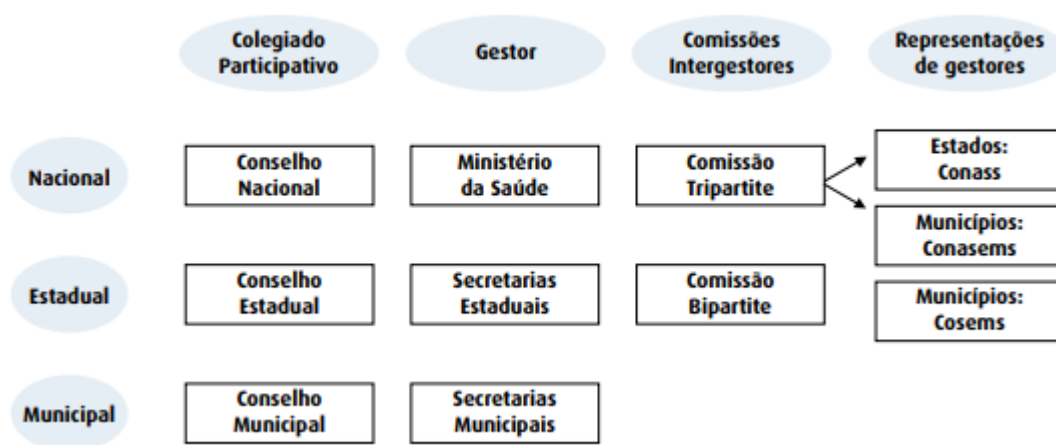 Colegiado
Participativo
Gestor
Comissões
Intergestores
Representações
de gestores
Nacional
Conselho
Nacional
Ministério
da Saúde
Comissão
Tripartite
Estados:
Conass
Municípios:
Conasems
Estadual
Conselho
Estadual
Secretarias
Estaduais
Comissão
Bipartite
Municípios:
Cosems
Municipal
Conselho
Municipal
Secretarias
Municipais